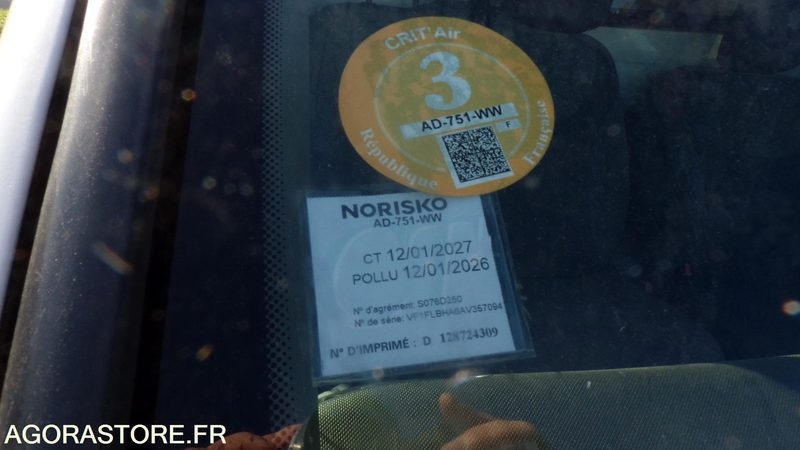 CRIT'Air
3
AD-751-WW
F
République Française
NORISKO
AD-751-WW
CT 12/01/2027
POLLU 12/01/2026
N° d'agrément: S076D250
N° de série: VF1FLBHA6AV357094
N° D'IMPRIMÉ : D 128724309
AGORASTORE.FR